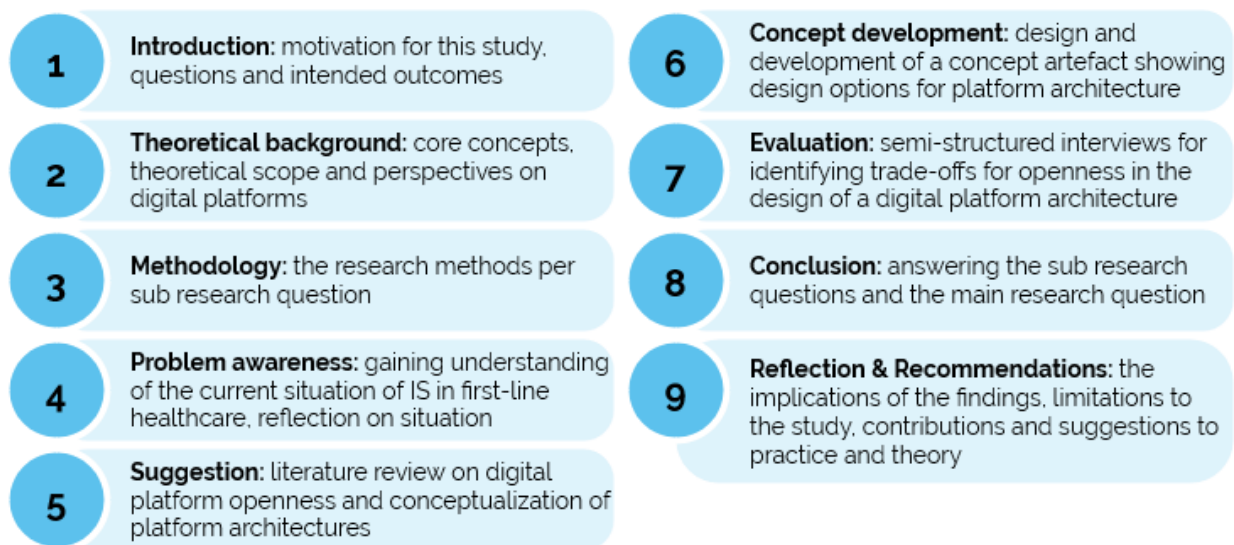 1
Introduction: motivation for this study,
questions and intended outcomes
2
Theoretical background: core concepts,
theoretical scope and perspectives on
digital platforms
3
Methodology: the research methods per
sub research question
4
Problem awareness: gaining understanding
of the current situation of IS in first-line
healthcare, reflection on situation
5
Suggestion: literature review on digital
platform openness and conceptualization of
platform architectures
6
Concept development: design and
development of a concept artefact showing
design options for platform architecture
7
Evaluation: semi-structured interviews for
identifying trade-offs for openness in the
design of a digital platform architecture
8
Conclusion: answering the sub research
questions and the main research question
9
Reflection & Recommendations: the
implications of the findings, limitations to
the study, contributions and suggestions to
practice and theory